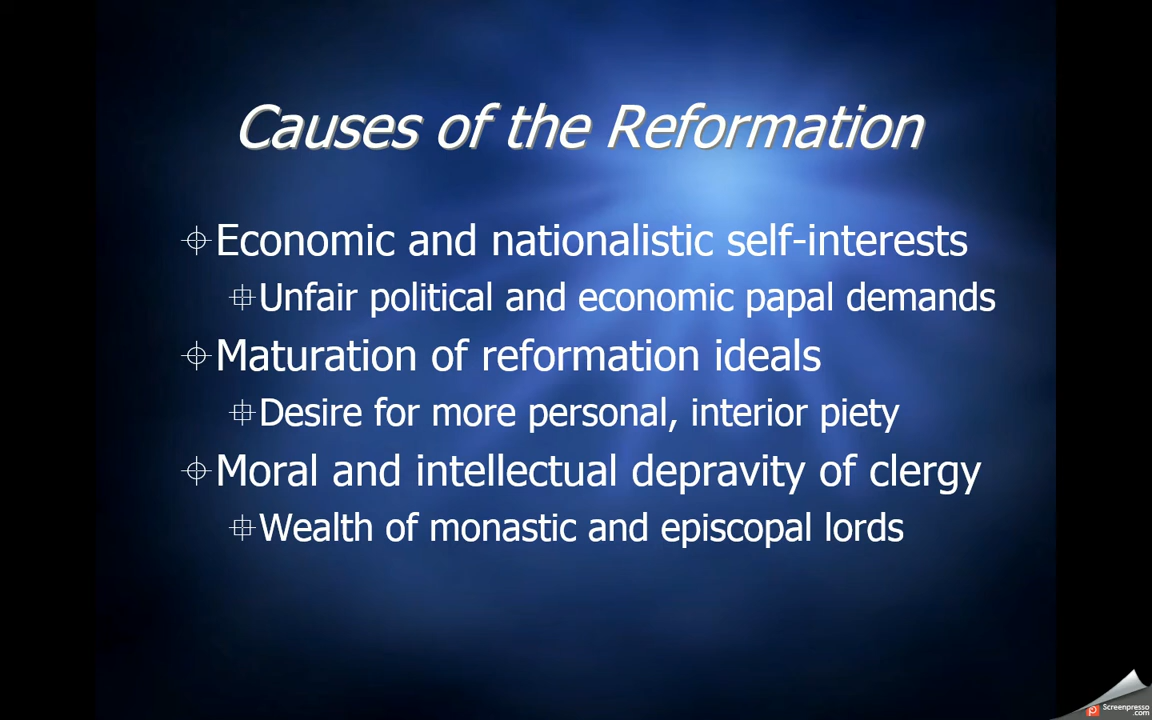 Causes of the Reformation
Economic and nationalistic self-interests
Unfair political and economic papal demands
Maturation of reformation ideals
Desire for more personal, interior piety
Moral and intellectual depravity of clergy
Wealth of monastic and episcopal lords
Screenpresso
.com